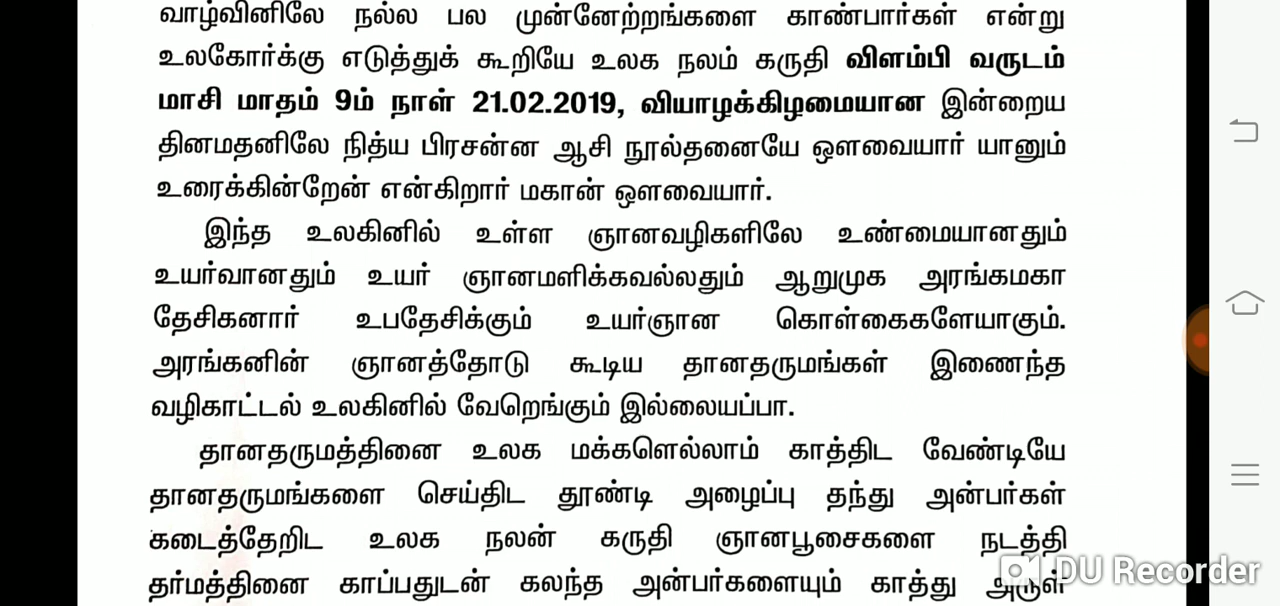 வாழ்வினிலே நல்ல பல முன்னேற்றங்களை காண்பார்கள் என்று
உலகோர்க்கு எடுத்துக் கூறியே உலக நலம் கருதி விளம்பி வருடம்
மாசி மாதம் 9ம் நாள் 21.02.2019, வியாழக்கிழமையான இன்றைய
தினமதனிலே நித்ய பிரசன்ன ஆசி நூல்தனையே ஔவையார் யானும்
உரைக்கின்றேன் என்கிறார் மகான் ஔவையார்.
இந்த உலகினில் உள்ள ஞானவழிகளிலே உண்மையானதும்
உயர்வானதும் உயர் ஞானமளிக்கவல்லதும் ஆறுமுக அரங்கமகா
தேசிகனார் உபதேசிக்கும் உயர்ஞான கொள்கைகளேயாகும்.
அரங்கனின் ஞானத்தோடு கூடிய தானதருமங்கள் இணைந்த
வழிகாட்டல் உலகினில் வேறெங்கும் இல்லையப்பா.
தானதருமத்தினை உலக மக்களெல்லாம் காத்திட வேண்டியே
தானதருமங்களை செய்திட தூண்டி அழைப்பு தந்து அன்பர்கள்
கடைத்தேறிட உலக நலன் கருதி ஞானபூசைகளை நடத்தி
தர்மத்தினை காப்பதுடன் கலந்த அன்பர்களையும் காத்து அருள்
DU Recorder